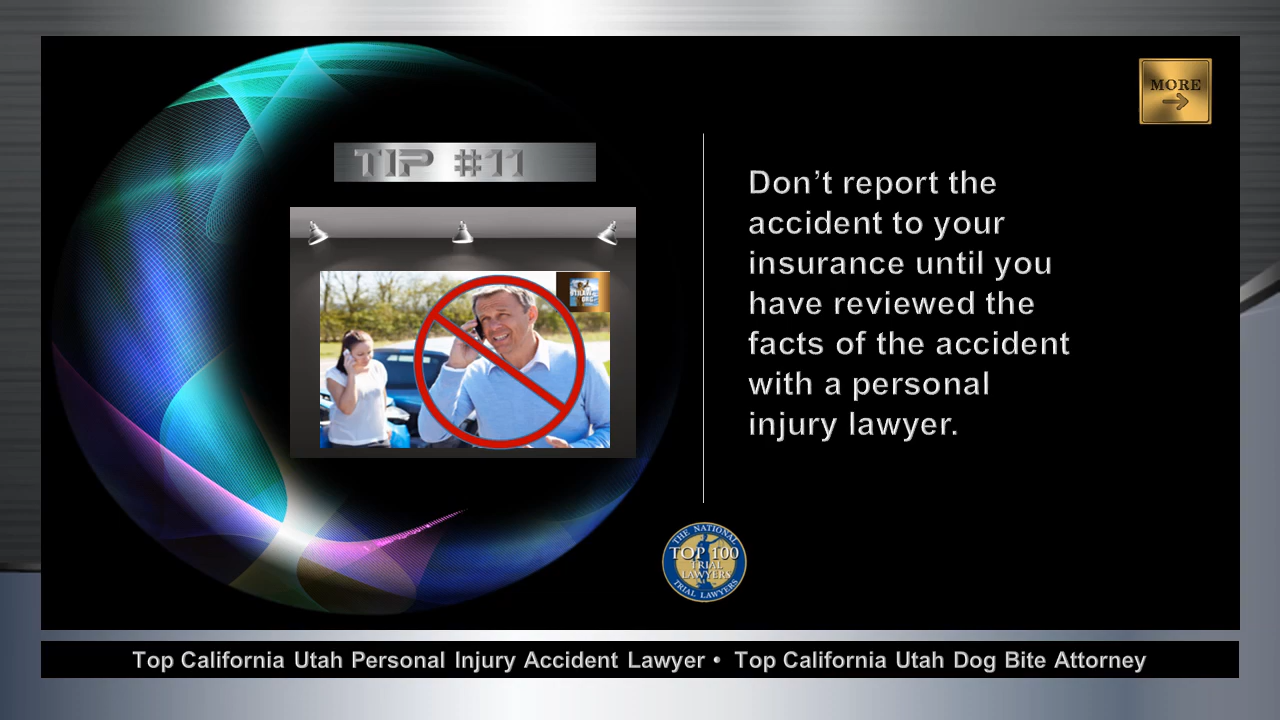 MORE
TIP #11
Don’t report the
accident to your
insurance until you
have reviewed the
facts of the accident
with a personal
injury lawyer.
THE NATIONAL
TOP 100
TRIAL
LAWYERS
TRIAL LAWYERS
Top California Utah Personal Injury Accident Lawyer • Top California Utah Dog Bite Attorney